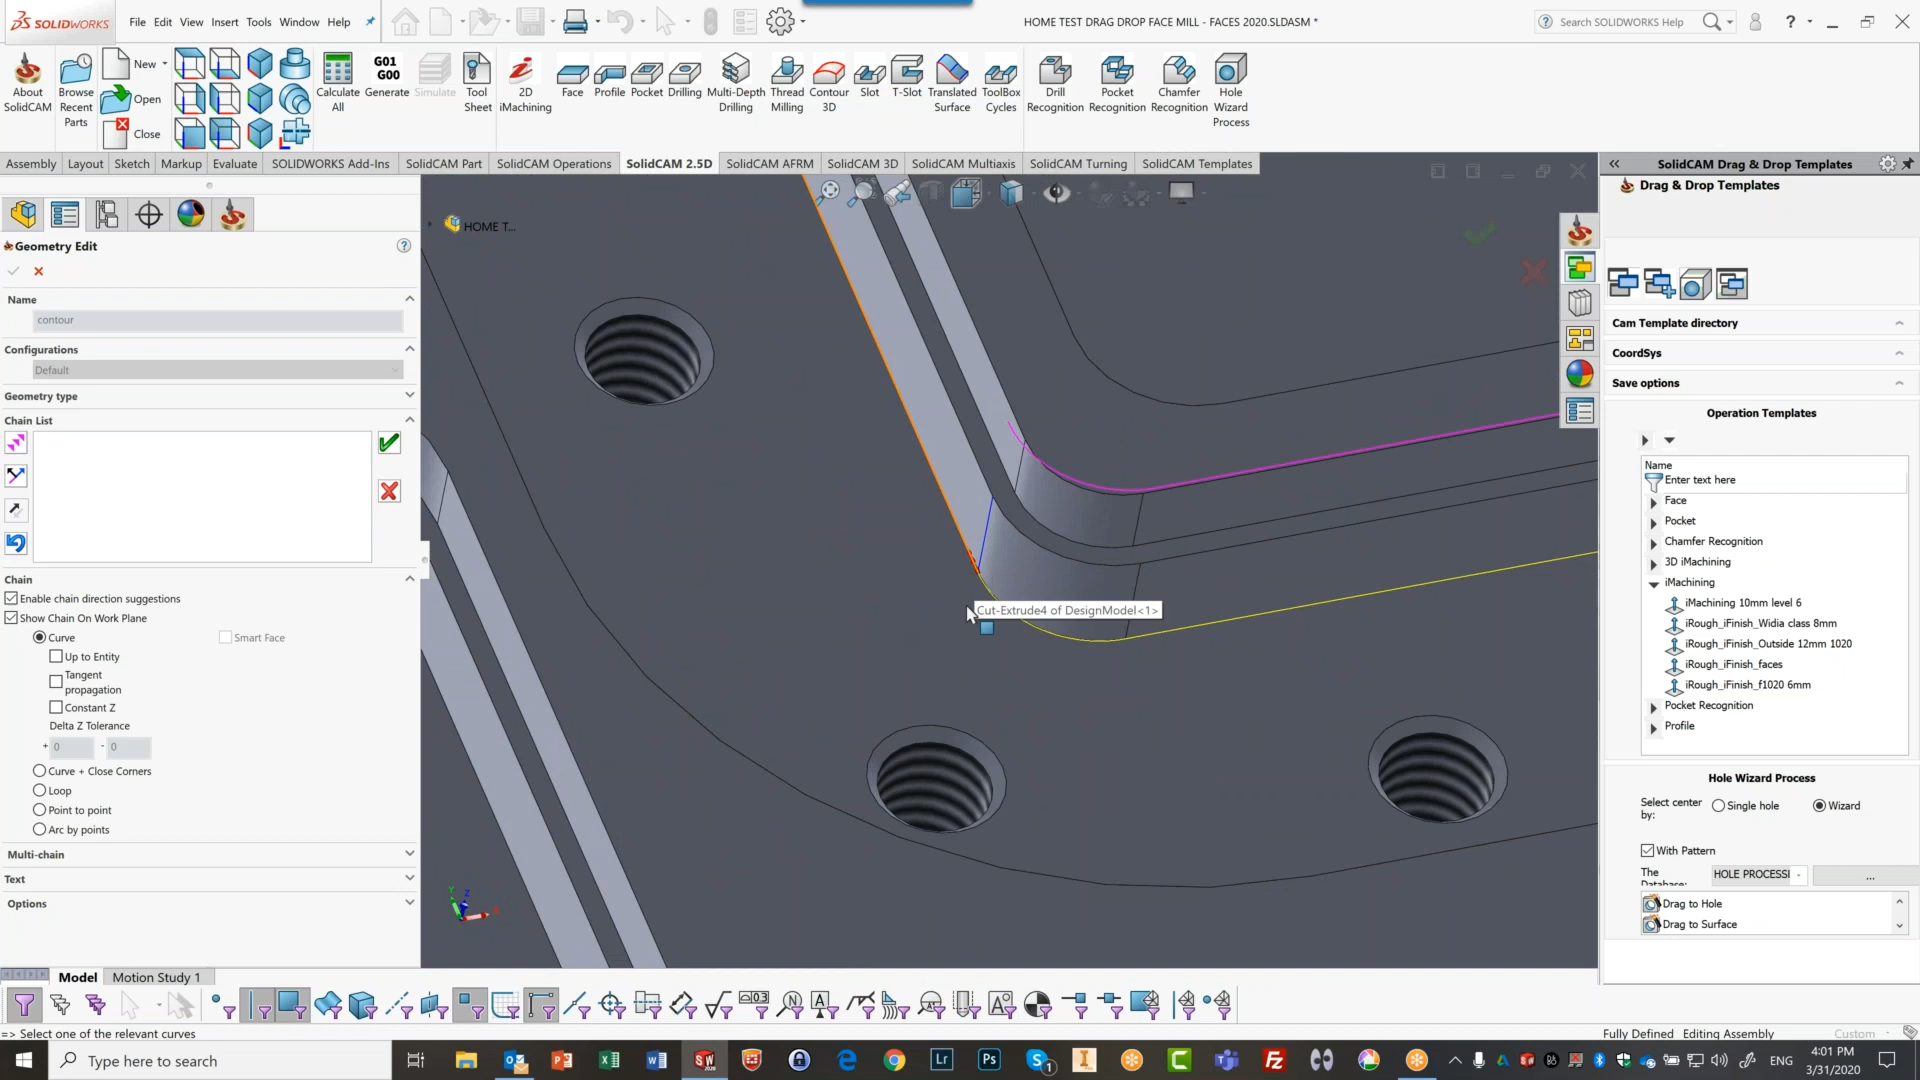 SOLIDWORKS
File Edit View Insert Tools Window Help
HOME TEST DRAG DROP FACE MILL - FACES 2020.SLDASM *
Search SOLIDWORKS Help
About SolidCAM
Browse Recent Parts
New
Open
Close
Calculate All
G01 G00
Generate
Simulate
Tool Sheet
2D iMachining
Face
Profile
Pocket
Drilling
Multi-Depth Drilling
Thread Milling
Contour 3D
Slot
T-Slot
Translated Surface
ToolBox Cycles
Drill Recognition
Pocket Recognition
Chamfer Recognition
Hole Wizard Process
Assembly Layout Sketch Markup Evaluate SOLIDWORKS Add-Ins SolidCAM Part SolidCAM Operations SolidCAM 2.5D SolidCAM AFRM SolidCAM 3D SolidCAM Multiaxis SolidCAM Turning SolidCAM Templates
Geometry Edit
Name
contour
Configurations
Default
Geometry type
Chain List
Chain
Enable chain direction suggestions
Show Chain On Work Plane
Curve
Smart Face
Up to Entity
Tangent propagation
Constant Z
Delta Z Tolerance
+ 0 - 0
Curve + Close Corners
Loop
Point to point
Arc by points
Multi-chain
Text
Options
HOME T...
Cut-Extrude4 of DesignModel<1>
SolidCAM Drag & Drop Templates
Drag & Drop Templates
Cam Template directory
CoordSys
Save options
Operation Templates
Name
Enter text here
Face
Pocket
Chamfer Recognition
3D iMachining
iMachining
iMachining 10mm level 6
iRough_iFinish_Widia class 8mm
iRough_iFinish_Outside 12mm 1020
iRough_iFinish_faces
iRough_iFinish_f1020 6mm
Pocket Recognition
Profile
Hole Wizard Process
Select center by:
Single hole
Wizard
With Pattern
The Database:
HOLE PROCESSI
...
Drag to Hole
Drag to Surface
Model
Motion Study 1
=> Select one of the relevant curves
Fully Defined Editing Assembly Custom
Type here to search
ENG
4:01 PM
3/31/2020